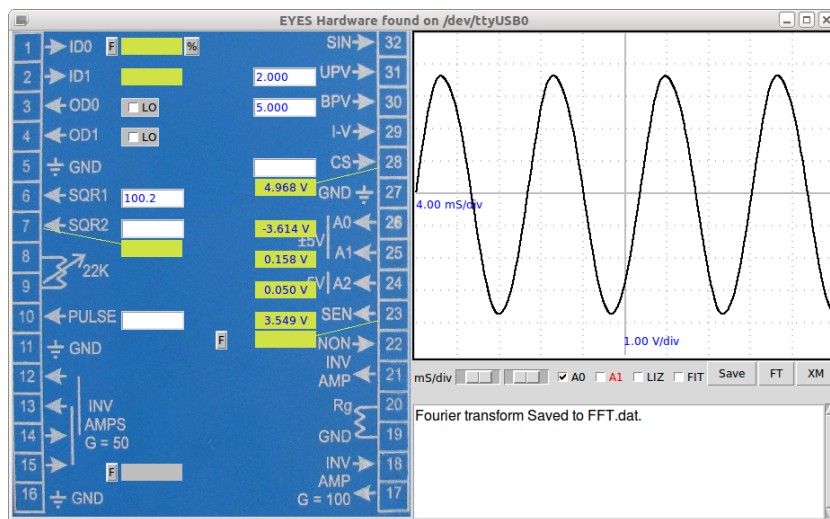 EYES Hardware found on /dev/ttyUSB0
1 ID0 F % SIN 32
2 ID1 2.000 UPV 31
3 OD0 LO 5.000 BPV 30
4 OD1 LO I-V 29
5 GND CS 28
4.968 V
6 SQR1 100.2 GND 27
7 SQR2 -3.614 V A0 26
±5V
8 0.158 V A1 25
22K
9 0.050 V 5V A2 24
10 PULSE 3.549 V SEN 23
11 GND F NON 22
INV
12 AMP 21
13 INV Rg 20
AMPS
14 G = 50 GND 19
15 F INV 18
AMP
16 GND G = 100 17
4.00 mS/div
1.00 V/div
mS/div A0 A1 LIZ FIT Save FT XM
Fourier transform Saved to FFT.dat.